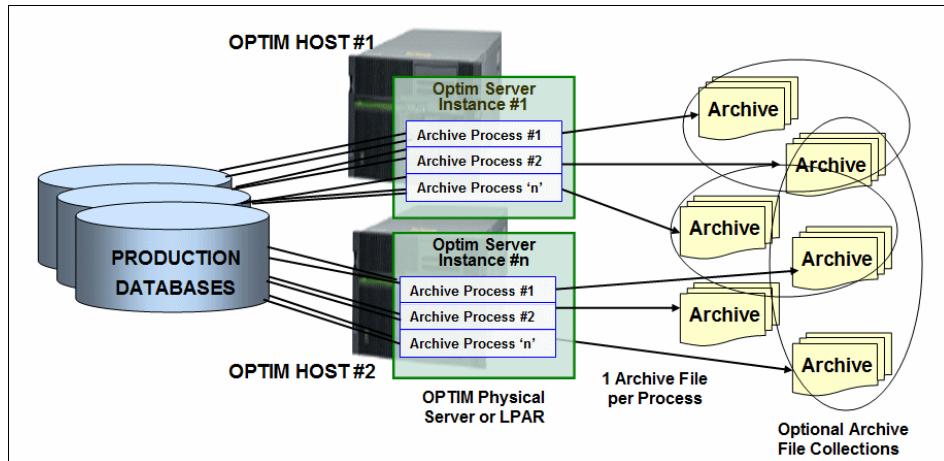 OPTIM HOST #1
Optim Server
Instance #1
Archive Process #1
Archive Process #2
Archive Process ‘n’
Archive
Archive
Archive
PRODUCTION
DATABASES
Optim Server
Instance #n
Archive Process #1
Archive Process #2
Archive Process ‘n’
Archive
Archive
Archive
OPTIM HOST #2
OPTIM Physical
Server or LPAR
1 Archive File
per Process
Optional Archive
File Collections